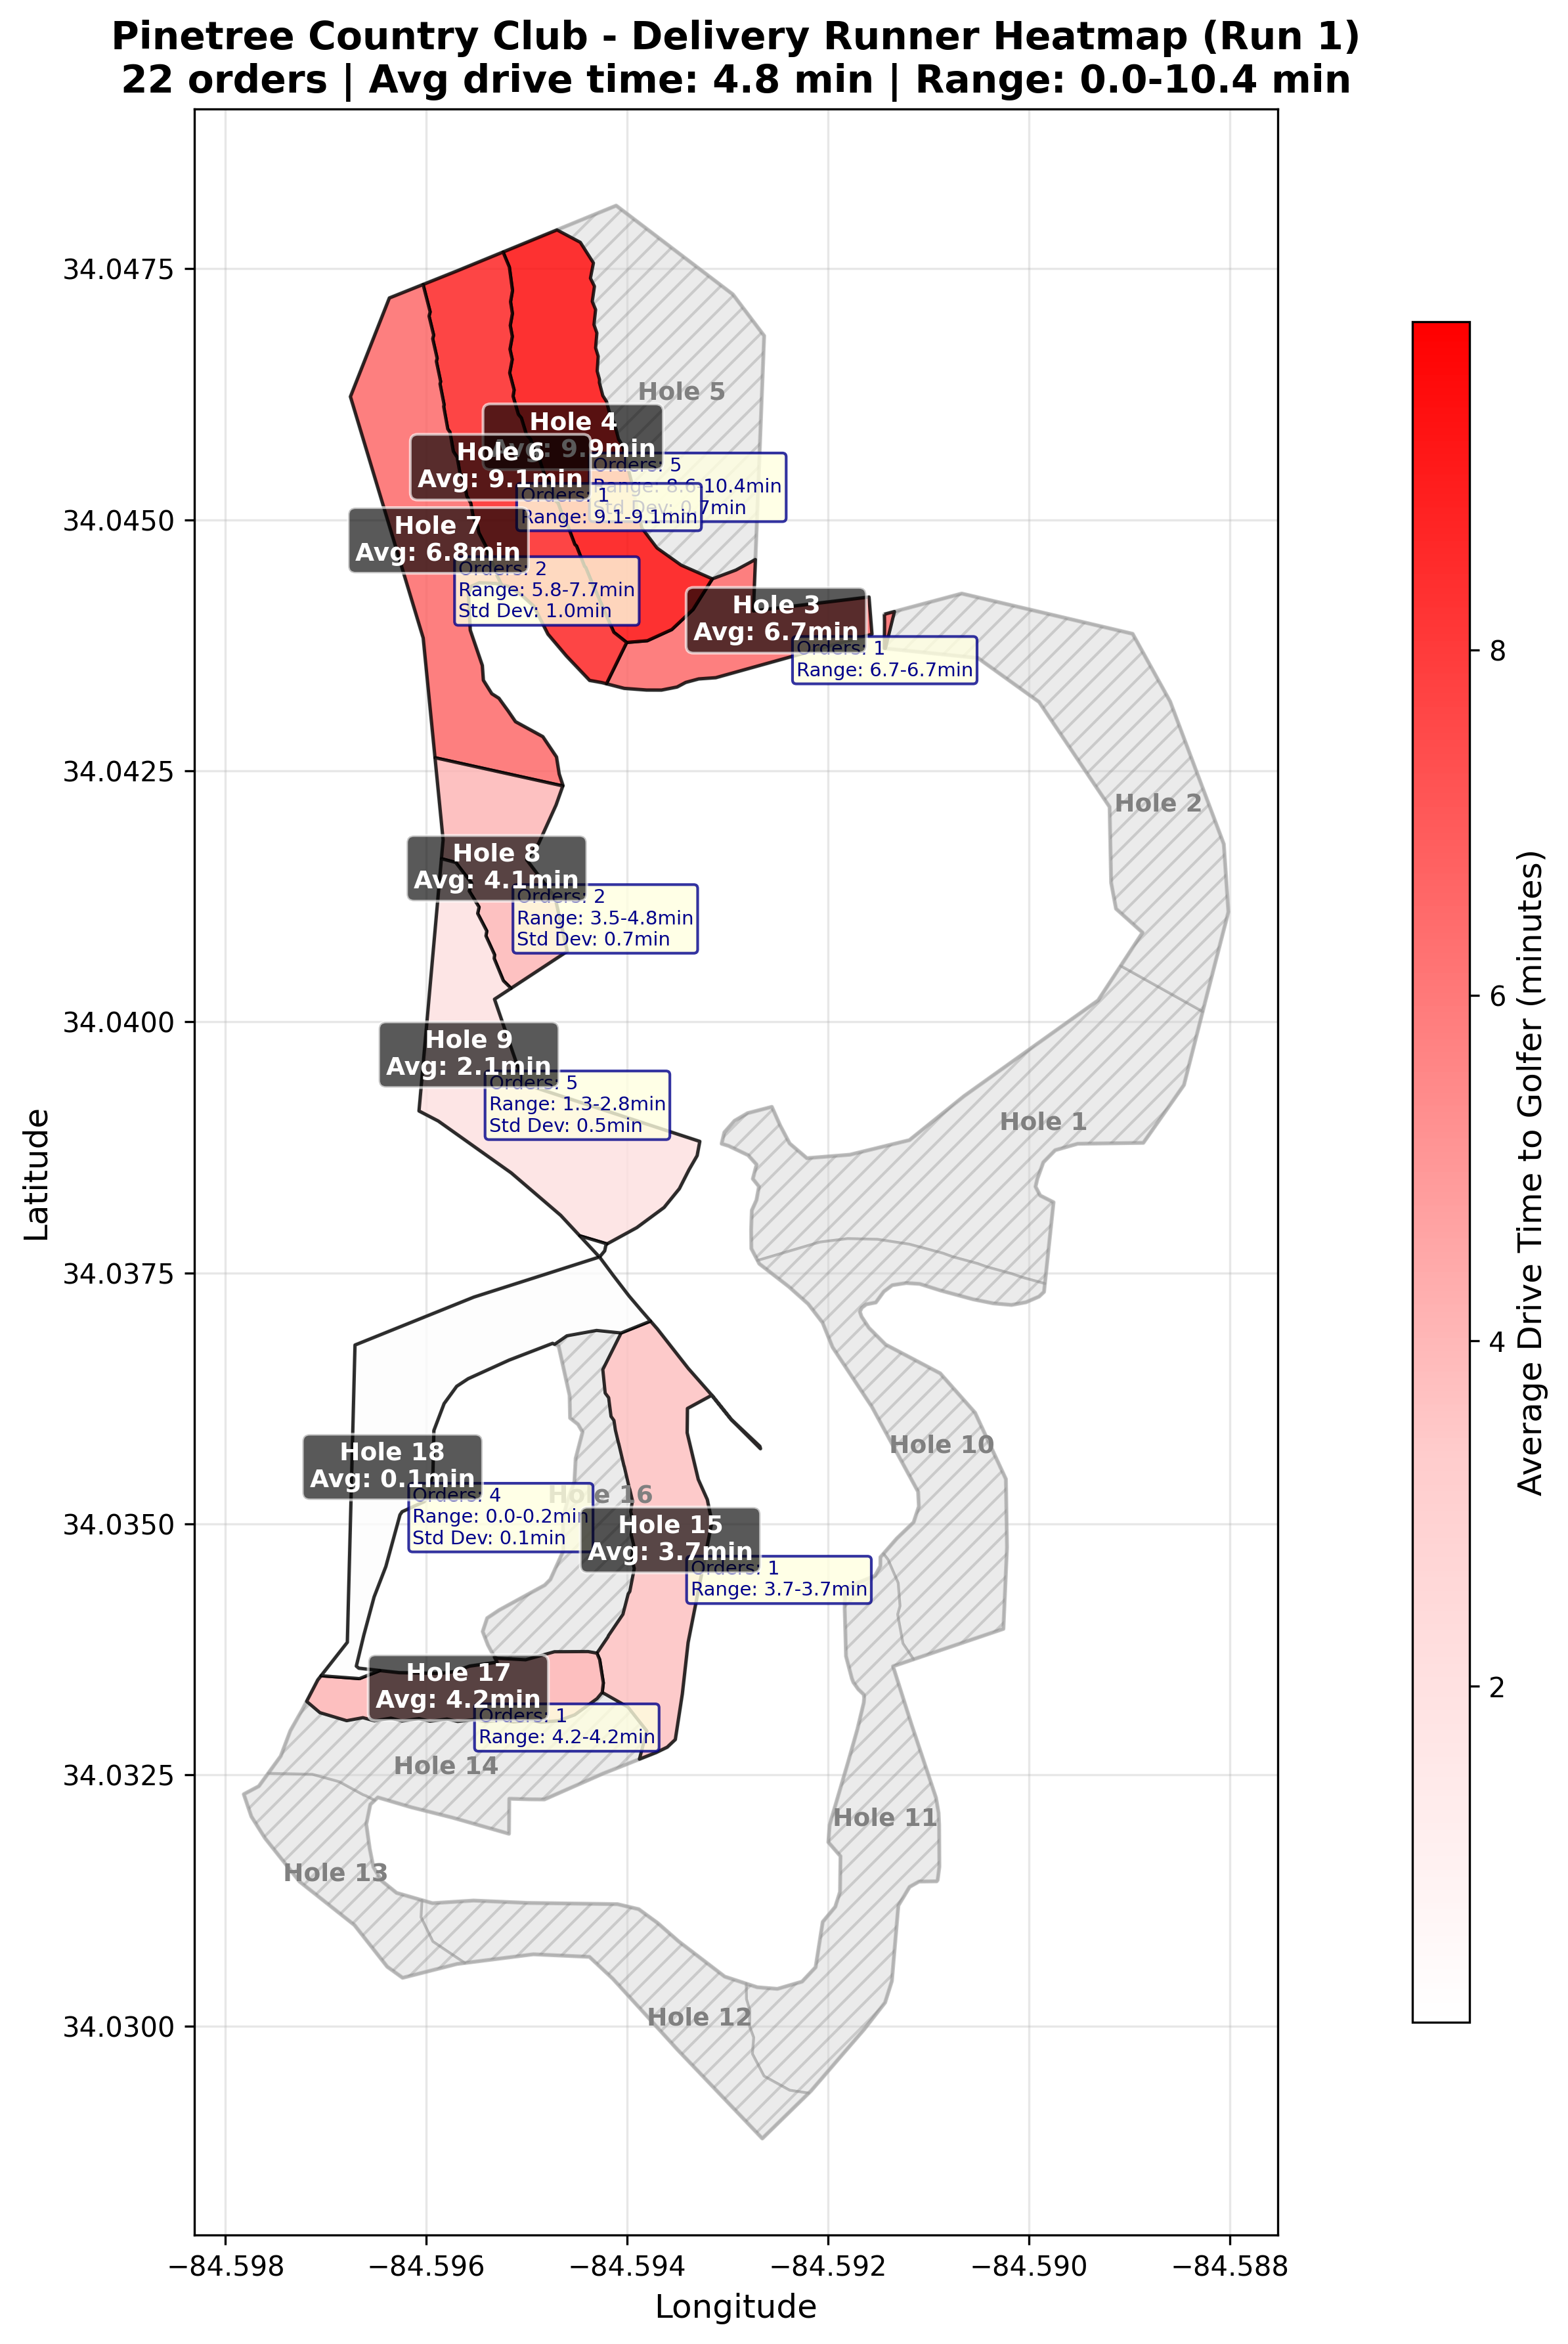 Pinetree Country Club - Delivery Runner Heatmap (Run 1)
22 orders | Avg drive time: 4.8 min | Range: 0.0-10.4 min
Latitude
34.0475
34.0450
34.0425
34.0400
34.0375
34.0350
34.0325
34.0300
Hole 5
Hole 4
Avg: 9.9min
Orders: 5
Range: 8.6-10.4min
Std Dev: 0.7min
Hole 6
Avg: 9.1min
Orders: 1
Range: 9.1-9.1min
Hole 7
Avg: 6.8min
Orders: 2
Range: 5.8-7.7min
Std Dev: 1.0min
Hole 3
Avg: 6.7min
Orders: 1
Range: 6.7-6.7min
Hole 2
Hole 8
Avg: 4.1min
Orders: 2
Range: 3.5-4.8min
Std Dev: 0.7min
Hole 9
Avg: 2.1min
Orders: 5
Range: 1.3-2.8min
Std Dev: 0.5min
Hole 1
Hole 10
Hole 18
Avg: 0.1min
Orders: 4
Range: 0.0-0.2min
Std Dev: 0.1min
Hole 16
Hole 15
Avg: 3.7min
Orders: 1
Range: 3.7-3.7min
Hole 17
Avg: 4.2min
Orders: 1
Range: 4.2-4.2min
Hole 14
Hole 11
Hole 13
Hole 12
−84.598
−84.596
−84.594
−84.592
−84.590
−84.588
Longitude
8
6
4
2
Average Drive Time to Golfer (minutes)